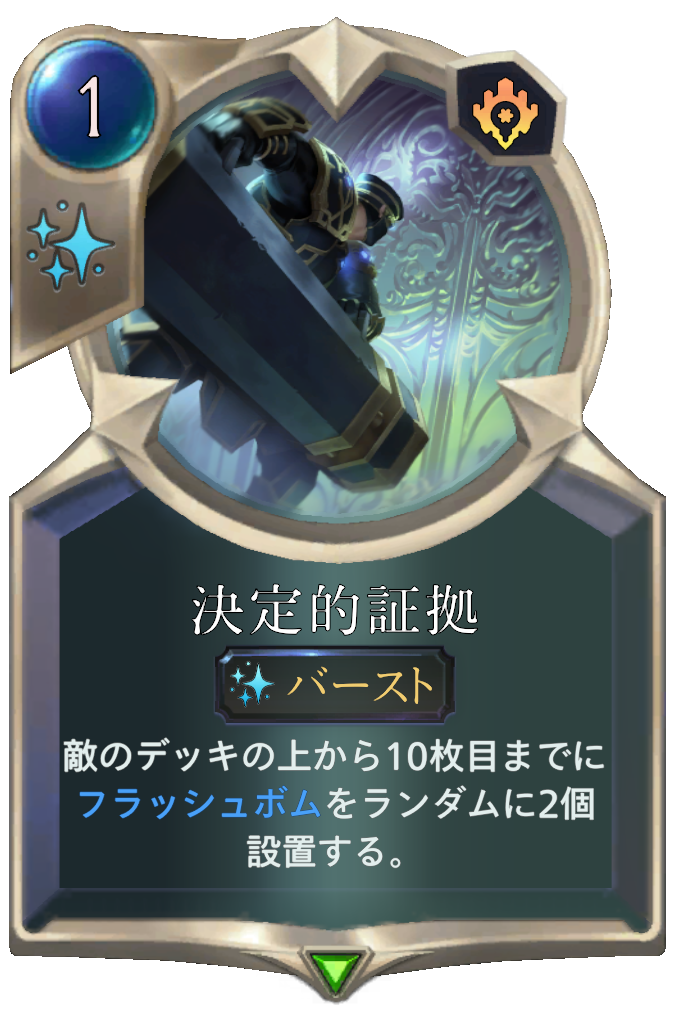 1
決定的証拠
バースト
敵のデッキの上から10枚目までに
フラッシュボムをランダムに2個
設置する。